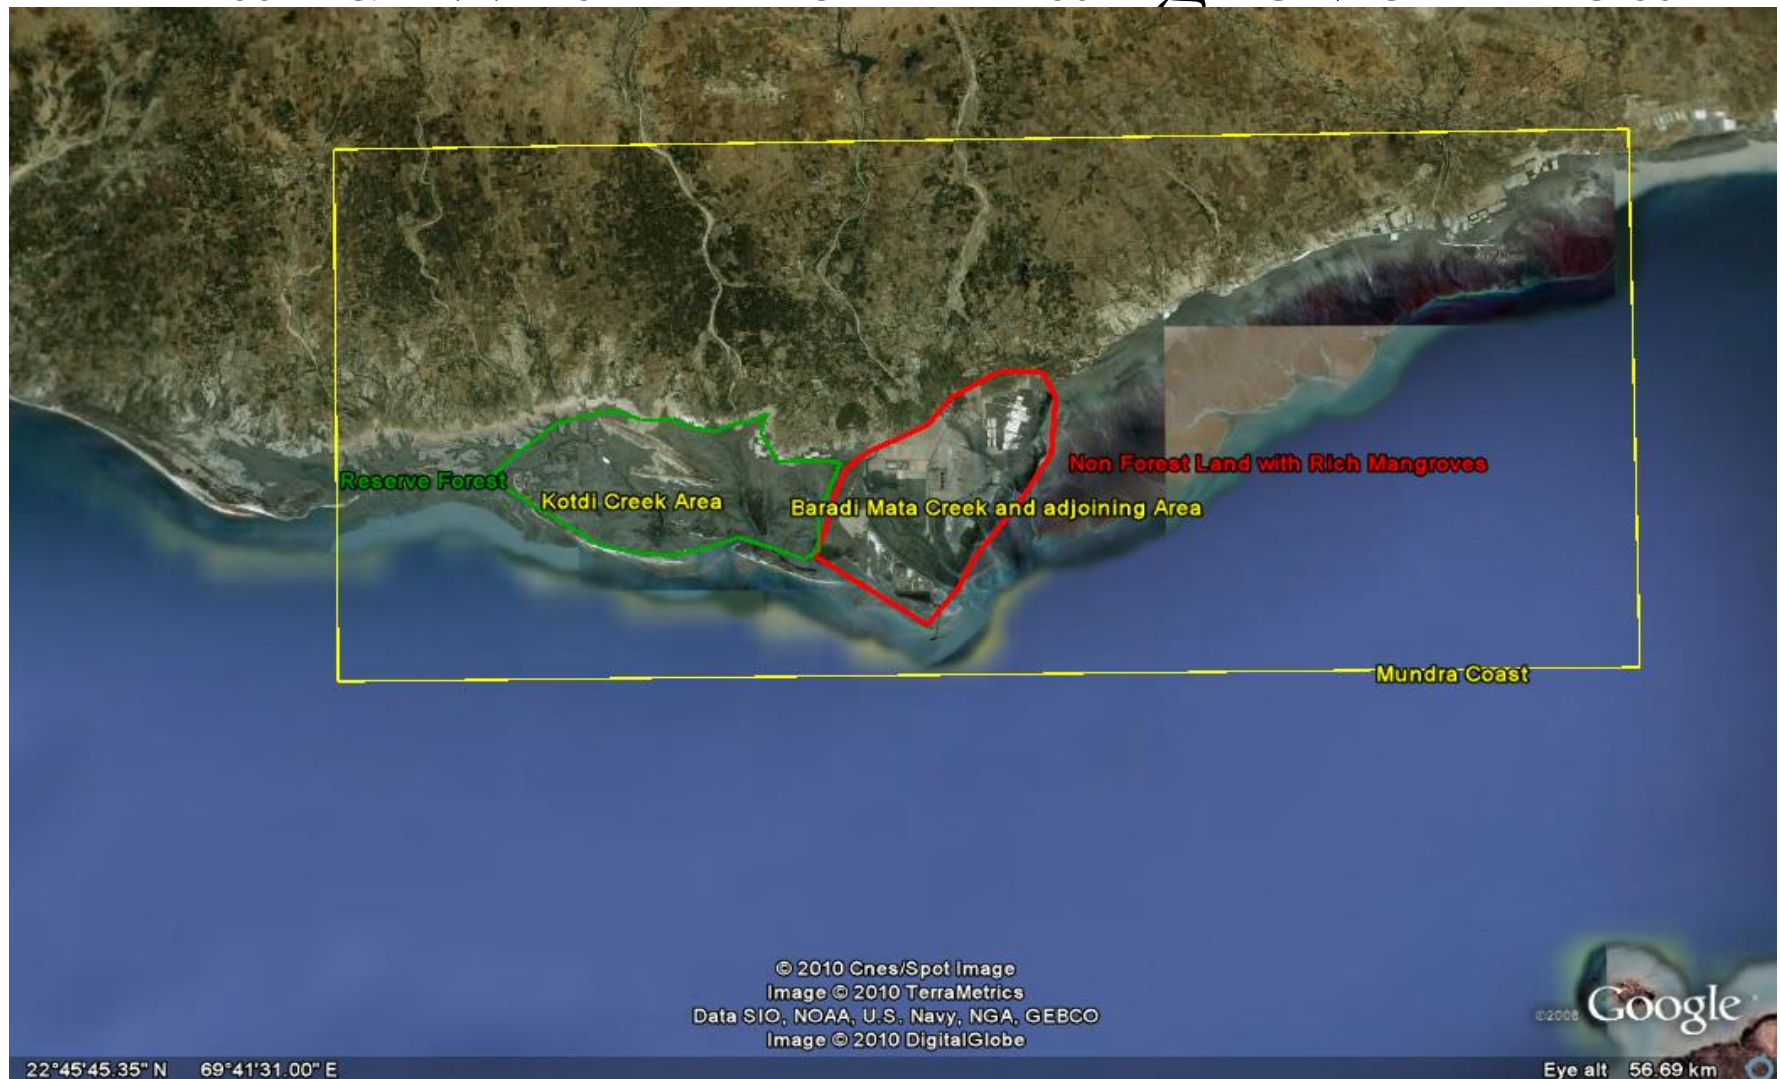 Reserve Forest
Kotdi Creek Area
Non Forest Land with Rich Mangroves
Baradi Mata Creek and adjoining Area
Mundra Coast
© 2010 Cnes/Spot Image
Image © 2010 TerraMetrics
Data SIO, NOAA, U.S. Navy, NGA, GEBCO
Image © 2010 DigitalGlobe
©2008 Google
22°45'45.35" N 69°41'31.00" E
Eye alt 56.69 km